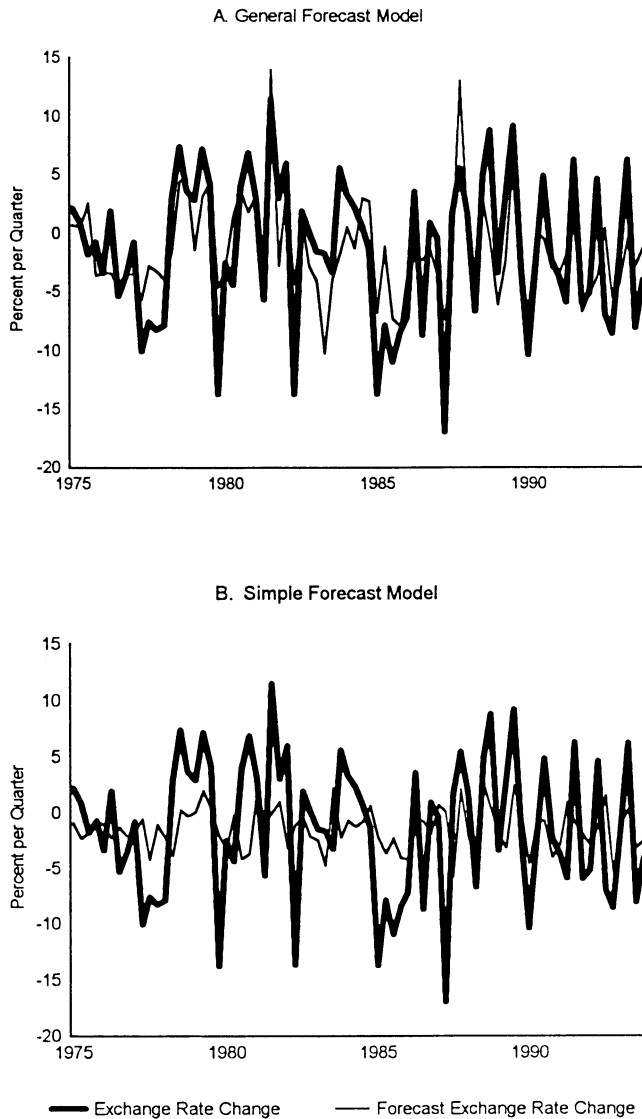 A. General Forecast Model
15
10
5
0
-5
-10
-15
-20
Percent per Quarter
1975 1980 1985 1990
B. Simple Forecast Model
15
10
5
0
-5
-10
-15
-20
Percent per Quarter
1975 1980 1985 1990
Exchange Rate Change Forecast Exchange Rate Change